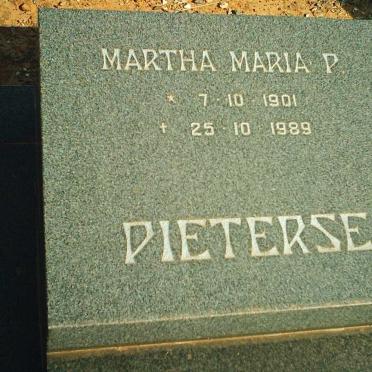 MARTHA MARIA P.
* 7-10-1901
† 25-10-1989
PIETERSE